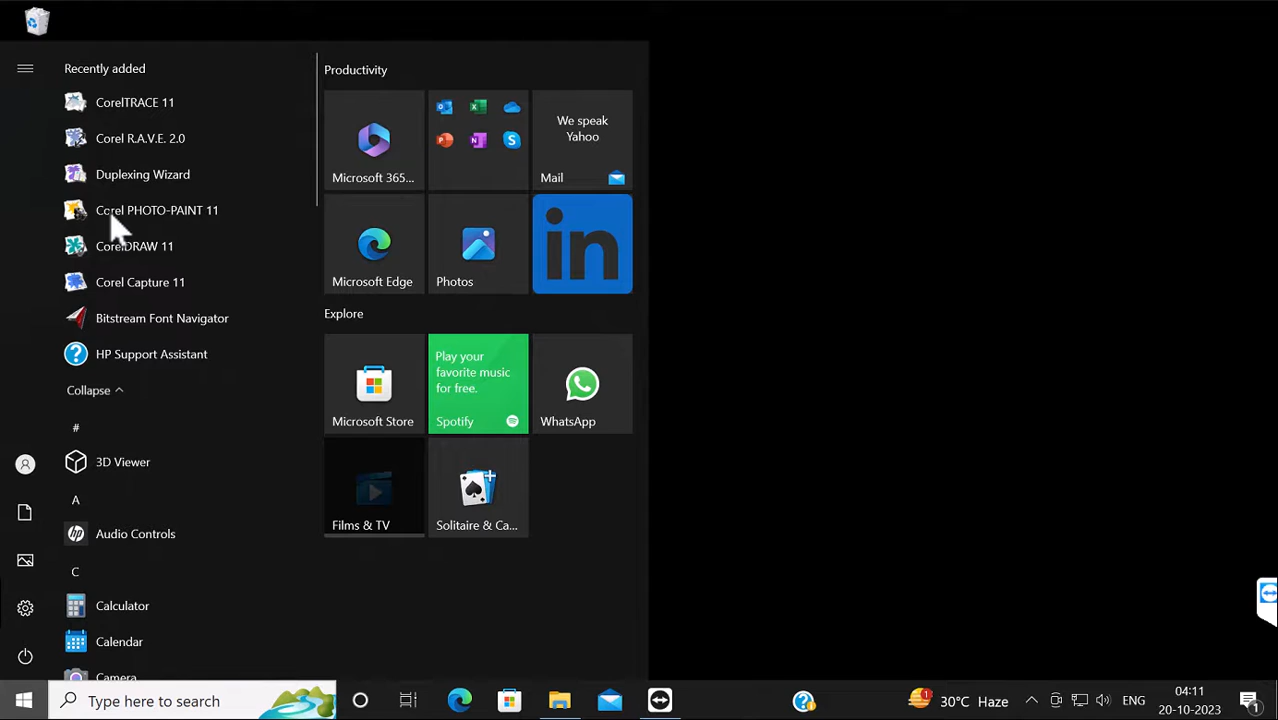 Recently added
CorelTRACE 11
Corel R.A.V.E. 2.0
Duplexing Wizard
Corel PHOTO-PAINT 11
CorelDRAW 11
Corel Capture 11
Bitstream Font Navigator
HP Support Assistant
Collapse
#
3D Viewer
A
Audio Controls
C
Calculator
Calendar
Camera
Productivity
Microsoft 365...
We speak
Yahoo
Mail
Microsoft Edge
Photos
in
Explore
Microsoft Store
Play your
favorite music
for free.
Spotify
WhatsApp
Films & TV
Solitaire & Ca...
Type here to search
1
30°C Haze
ENG
04:11
20-10-2023
1